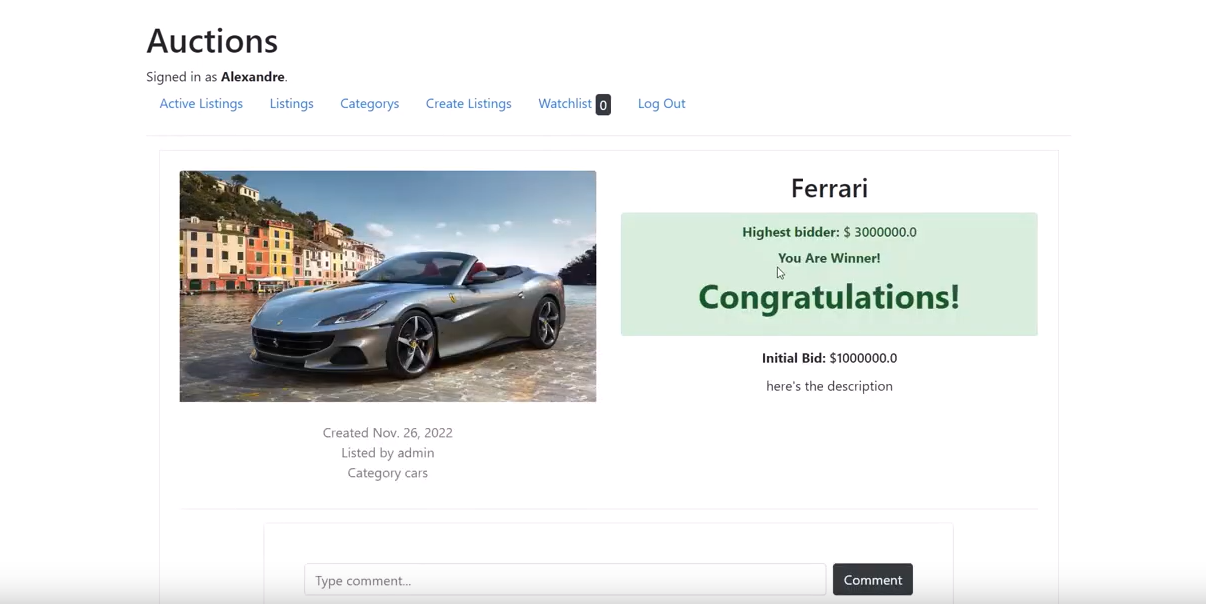 Auctions
Signed in as Alexandre.
Active Listings Listings Categorys Create Listings Watchlist 0 Log Out
Ferrari
Highest bidder: $ 3000000.0
You Are Winner!
Congratulations!
Initial Bid: $1000000.0
here's the description
Created Nov. 26, 2022
Listed by admin
Category cars
Type comment... Comment